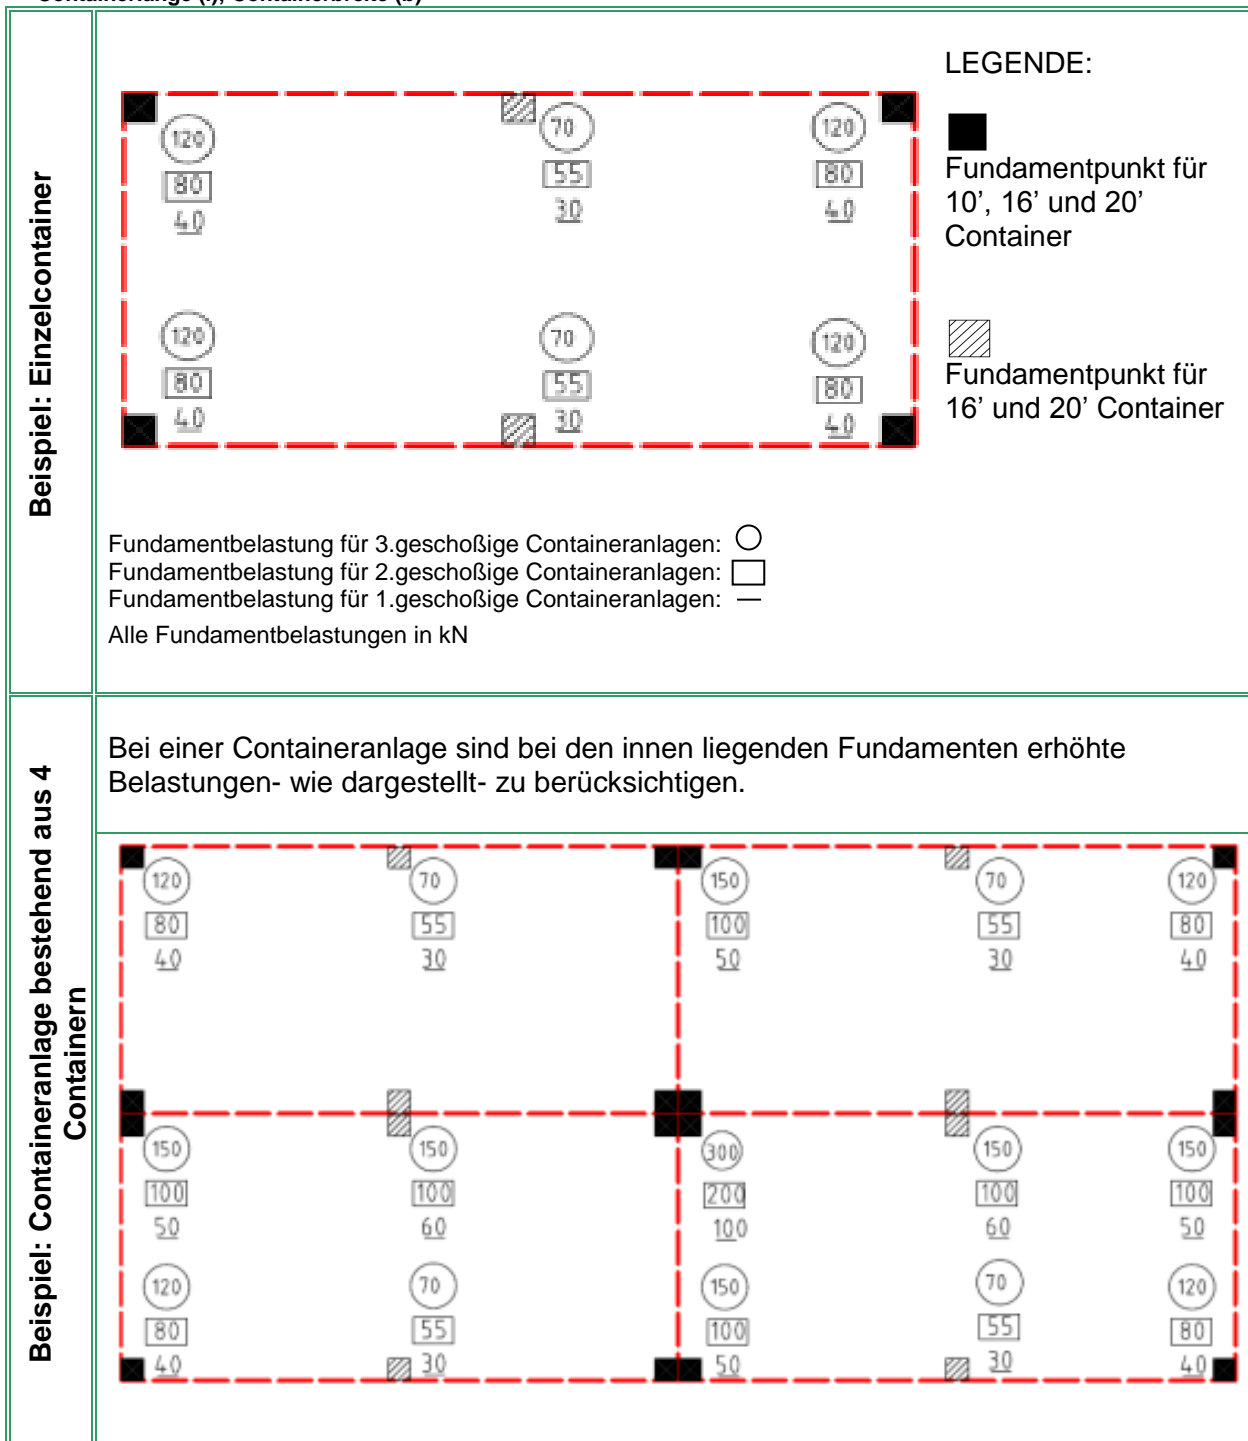 Containerlänge (l), Containerbreite (b)
Beispiel: Einzelcontainer
120 70 120
80 55 80
40 30 40
120 70 120
80 55 80
40 30 40
LEGENDE:
Fundamentpunkt für
10’, 16’ und 20’
Container
Fundamentpunkt für
16’ und 20’ Container
Fundamentbelastung für 3.geschoßige Containeranlagen:
Fundamentbelastung für 2.geschoßige Containeranlagen:
Fundamentbelastung für 1.geschoßige Containeranlagen:
Alle Fundamentbelastungen in kN
Beispiel: Containeranlage bestehend aus 4
Containern
Bei einer Containeranlage sind bei den innen liegenden Fundamenten erhöhte
Belastungen- wie dargestellt- zu berücksichtigen.
120 70 150 70 120
80 55 100 55 80
40 30 50 30 40
150 150 300 150 150
100 100 200 100 100
50 60 100 60 50
120 70 150 70 120
80 55 100 55 80
40 30 50 30 40